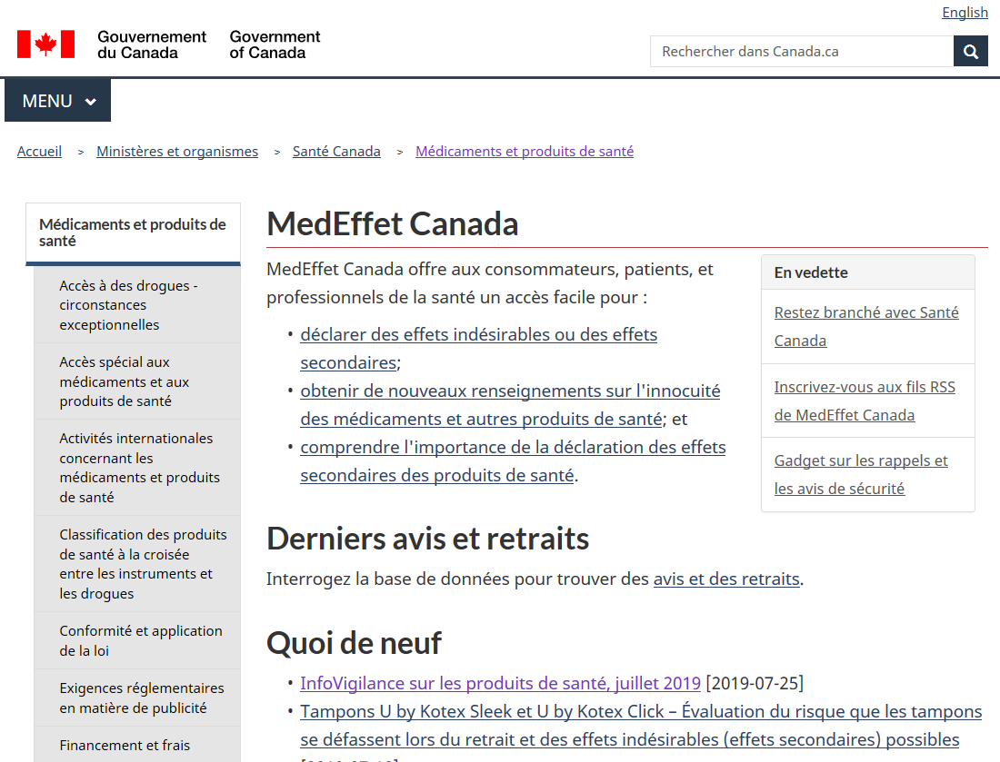 English
Gouvernement
du Canada
Government
of Canada
Rechercher dans Canada.ca
MENU
Accueil > Ministères et organismes > Santé Canada > Médicaments et produits de santé
Médicaments et produits de
santé
Accès à des drogues -
circonstances
exceptionnelles
Accès spécial aux
médicaments et aux
produits de santé
Activités internationales
concernant les
médicaments et produits
de santé
Classification des produits
de santé à la croisée
entre les instruments et
les drogues
Conformité et application
de la loi
Exigences réglementaires
en matière de publicité
Financement et frais
MedEffet Canada
MedEffet Canada offre aux consommateurs, patients, et
professionnels de la santé un accès facile pour :
• déclarer des effets indésirables ou des effets
secondaires;
• obtenir de nouveaux renseignements sur l'innocuité
des médicaments et autres produits de santé; et
• comprendre l'importance de la déclaration des effets
secondaires des produits de santé.
En vedette
Restez branché avec Santé
Canada
Inscrivez-vous aux fils RSS
de MedEffet Canada
Gadget sur les rappels et
les avis de sécurité
Derniers avis et retraits
Interrogez la base de données pour trouver des avis et des retraits.
Quoi de neuf
• InfoVigilance sur les produits de santé, juillet 2019 [2019-07-25]
• Tampons U by Kotex Sleek et U by Kotex Click – Évaluation du risque que les tampons
se défassent lors du retrait et des effets indésirables (effets secondaires) possibles